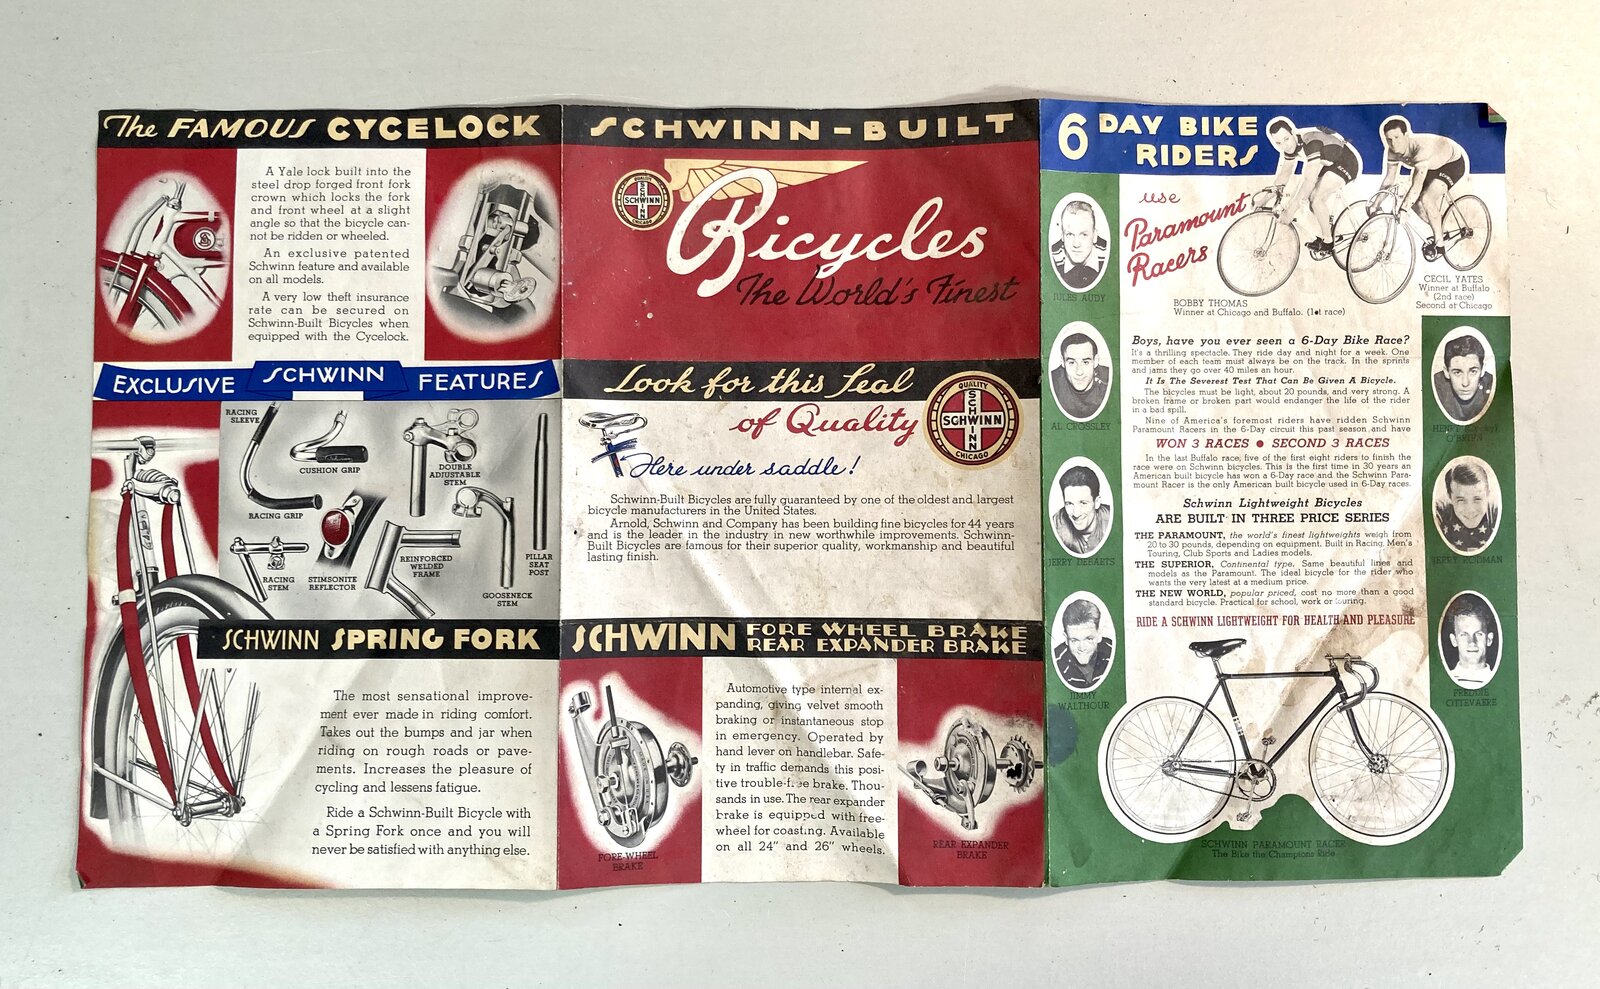 The FAMOUS CYCELOCK
A Yale lock built into the
steel drop forged front fork
crown which locks the fork
and front wheel at a slight
angle so that the bicycle can-
not be ridden or wheeled.
An exclusive patented
Schwinn feature and available
on all models.
A very low theft insurance
rate can be secured on
Schwinn-Built Bicycles when
equipped with the Cycelock.
EXCLUSIVE SCHWINN FEATURES
RACING
SLEEVE
CUSHION GRIP
DOUBLE
ADJUSTABLE
STEM
RACING GRIP
RACING
STEM
STIMSONITE
REFLECTOR
REINFORCED
WELDED
FRAME
GOOSENECK
STEM
PILLAR
SEAT
POST
SCHWINN SPRING FORK
The most sensational improve-
ment ever made in riding comfort.
Takes out the bumps and jar when
riding on rough roads or pave-
ments. Increases the pleasure of
cycling and lessens fatigue.
Ride a Schwinn-Built Bicycle with
a Spring Fork once and you will
never be satisfied with anything else.
SCHWINN-BUILT
QUALITY
SCHWINN
SCHWINN
CHICAGO
Bicycles
The World's Finest
Look for this Seal
of Quality
QUALITY
SCHWINN
SCHWINN
CHICAGO
Here under saddle!
Schwinn-Built Bicycles are fully guaranteed by one of the oldest and largest
bicycle manufacturers in the United States.
Arnold, Schwinn and Company has been building fine bicycles for 44 years
and is the leader in the industry in new worthwhile improvements. Schwinn-
Built Bicycles are famous for their superior quality, workmanship and beautiful
lasting finish.
SCHWINN FORE WHEEL BRAKE
REAR EXPANDER BRAKE
Automotive type internal ex-
panding, giving velvet smooth
braking or instantaneous stop
in emergency. Operated by
hand lever on handlebar. Safe-
ty in traffic demands this posi-
tive trouble-free brake. Thou-
sands in use. The rear expander
brake is equipped with free-
wheel for coasting. Available
on all 24" and 26" wheels.
FORE-WHEEL
BRAKE
REAR EXPANDER
BRAKE
6 DAY BIKE
RIDERS
use
Paramount
Racers
BOBBY THOMAS
Winner at Chicago and Buffalo. (1st race)
CECIL YATES
Winner at Buffalo
(2nd race)
Second at Chicago
JULES AUDY
AL CROSSLEY
JERRY DEBAETS
JIMMY
WALTHOUR
Boys, have you ever seen a 6-Day Bike Race?
It's a thrilling spectacle. They ride day and night for a week. One
member of each team must always be on the track. In the sprints
and jams they go over 40 miles an hour.
It Is The Severest Test That Can Be Given A Bicycle.
The bicycles must be light, about 20 pounds, and very strong. A
broken frame or broken part would endanger the life of the rider
in a bad spill.
Nine of America's foremost riders have ridden Schwinn
Paramount Racers in the 6-Day circuit this past season and have
WON 3 RACES ● SECOND 3 RACES
In the last Buffalo race, five of the first eight riders to finish the
race were on Schwinn bicycles. This is the first time in 30 years an
American built bicycle has won a 6-Day race and the Schwinn Para-
mount Racer is the only American built bicycle used in 6-Day races.
Schwinn Lightweight Bicycles
ARE BUILT IN THREE PRICE SERIES
THE PARAMOUNT, the world's finest lightweights weigh from
20 to 30 pounds, depending on equipment. Built in Racing, Men's
Touring, Club Sports and Ladies models.
THE SUPERIOR, Continental type. Same beautiful lines and
models as the Paramount. The ideal bicycle for the rider who
wants the very latest at a medium price.
THE NEW WORLD, popular priced, cost no more than a good
standard bicycle. Practical for school, work or touring.
RIDE A SCHWINN LIGHTWEIGHT FOR HEALTH AND PLEASURE
HENRY
O'BRIEN
JERRY RODMAN
FREDDIE
OTTEVAERE
SCHWINN PARAMOUNT RACER
The Bike the Champions Ride